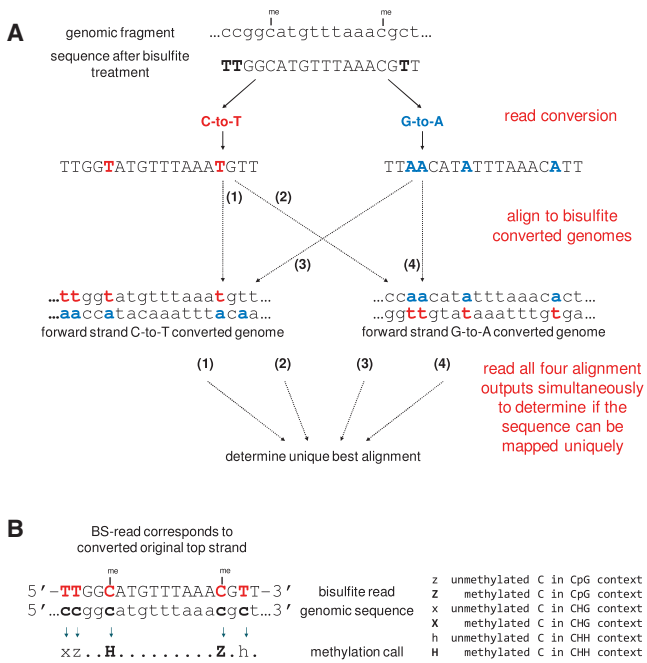 A
me
me
genomic fragment
…ccggcatgtttaaacgct…
sequence after bisulfite
treatment
TTGGCATGTTTAAACGTT
C-to-T
G-to-A
read conversion
TTGGTATGTTTAAATGTT
TTAACATATTTAAACATT
(1)
(2)
align to bisulfite
converted genomes
(3)
(4)
…ttggtatgtttaaatgtt…
aaccatacaaatttacaa…
forward strand C-to-T converted genome
…ccaacatatttaaacact…
…ggttgtataaatttgtga…
forward strand G-to-A converted genome
(1)
(2)
(3)
(4)
read all four alignment
outputs simultaneously
to determine if the
sequence can be
mapped uniquely
determine unique best alignment
B
BS-read corresponds to
converted original top strand
me
me
5′-TTGGCATGTTTAAACGTT-3′
bisulfite read
5′…ccggcatgtttaaacgct…3′
genomic sequence
xz..H.........Z.h.
methylation call
z unmethylated C in CpG context
Z methylated C in CpG context
x unmethylated C in CHG context
X methylated C in CHG context
h unmethylated C in CHH context
H methylated C in CHH context